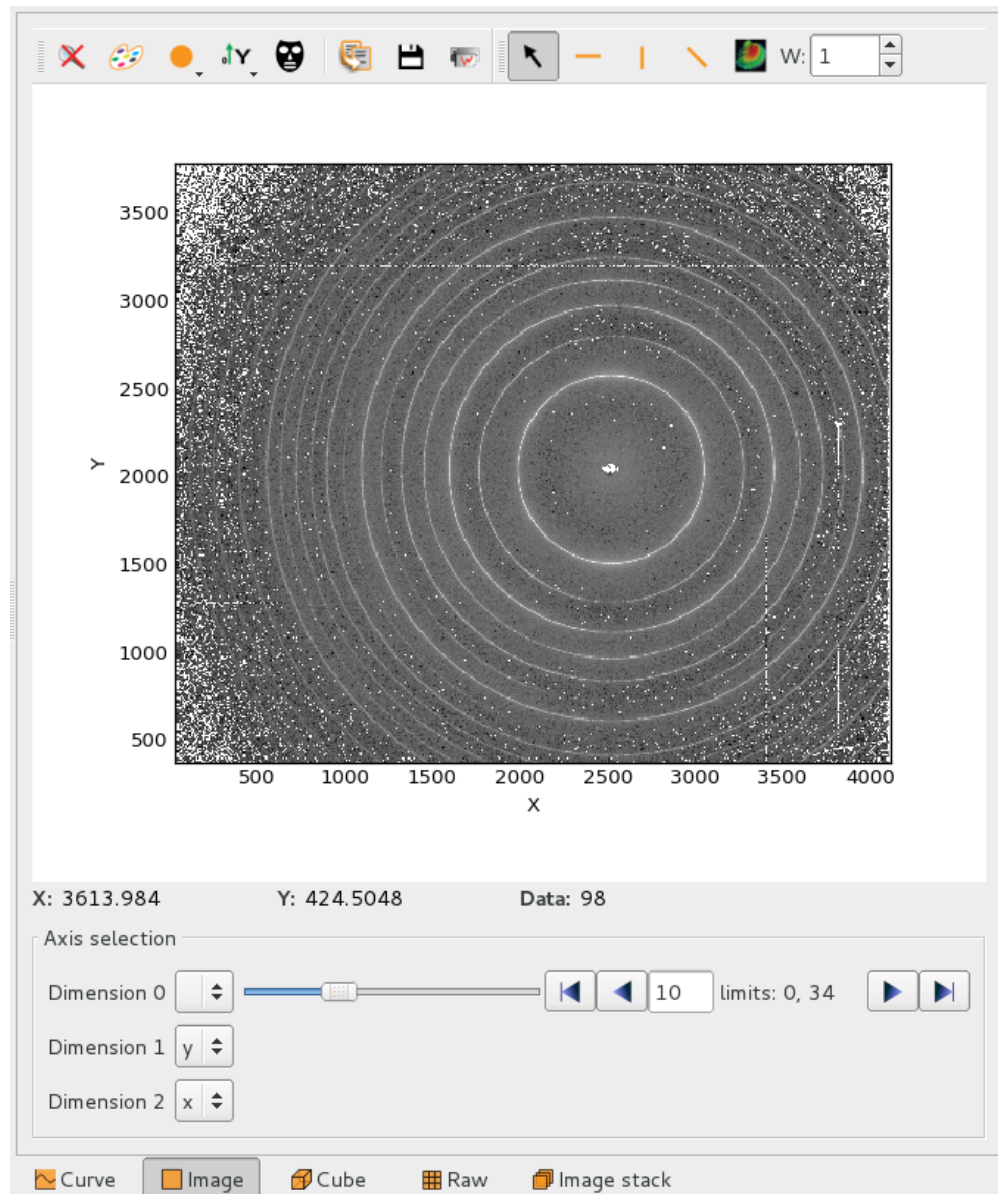 Y W: 1
3500
3000
2500
2000
1500
1000
500
Y
500 1000 1500 2000 2500 3000 3500 4000
X
X: 3613.984 Y: 424.5048 Data: 98
Axis selection
Dimension 0 10 limits: 0, 34
Dimension 1 y
Dimension 2 x
Curve Image Cube Raw Image stack